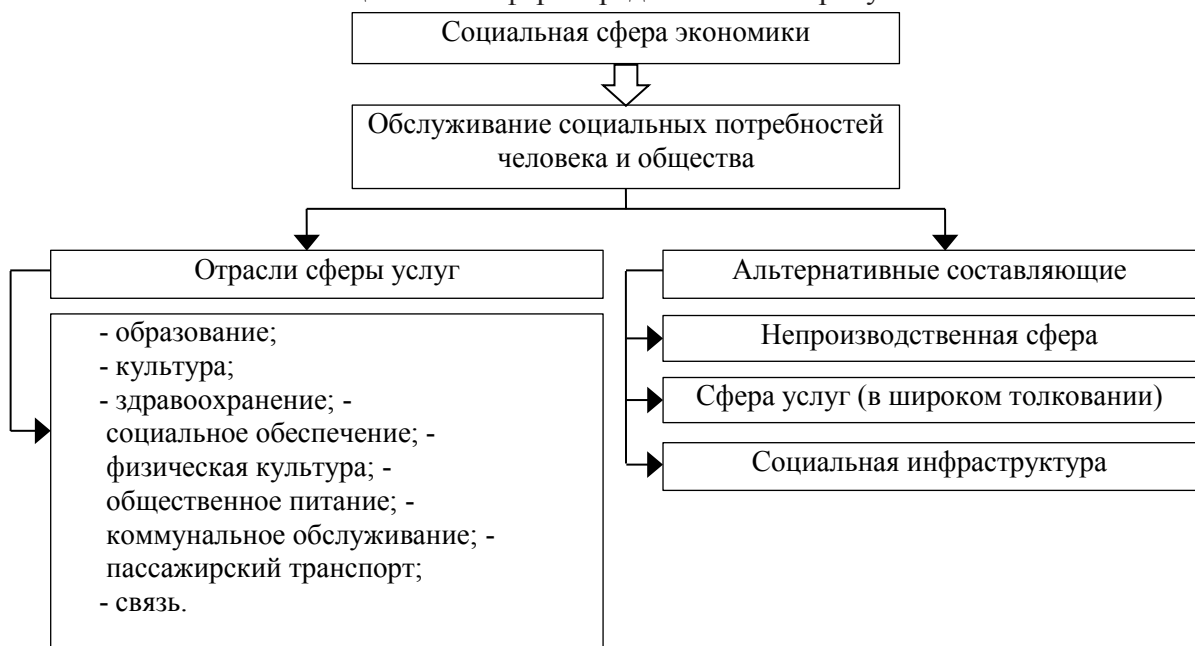 Социальная сфера экономики
Обслуживание социальных потребностей
человека и общества
Отрасли сферы услуг
- образование;
- культура;
- здравоохранение; -
социальное обеспечение; -
физическая культура; -
общественное питание; -
коммунальное обслуживание; -
пассажирский транспорт;
- связь.
Альтернативные составляющие
Непроизводственная сфера
Сфера услуг (в широком толковании)
Социальная инфраструктура